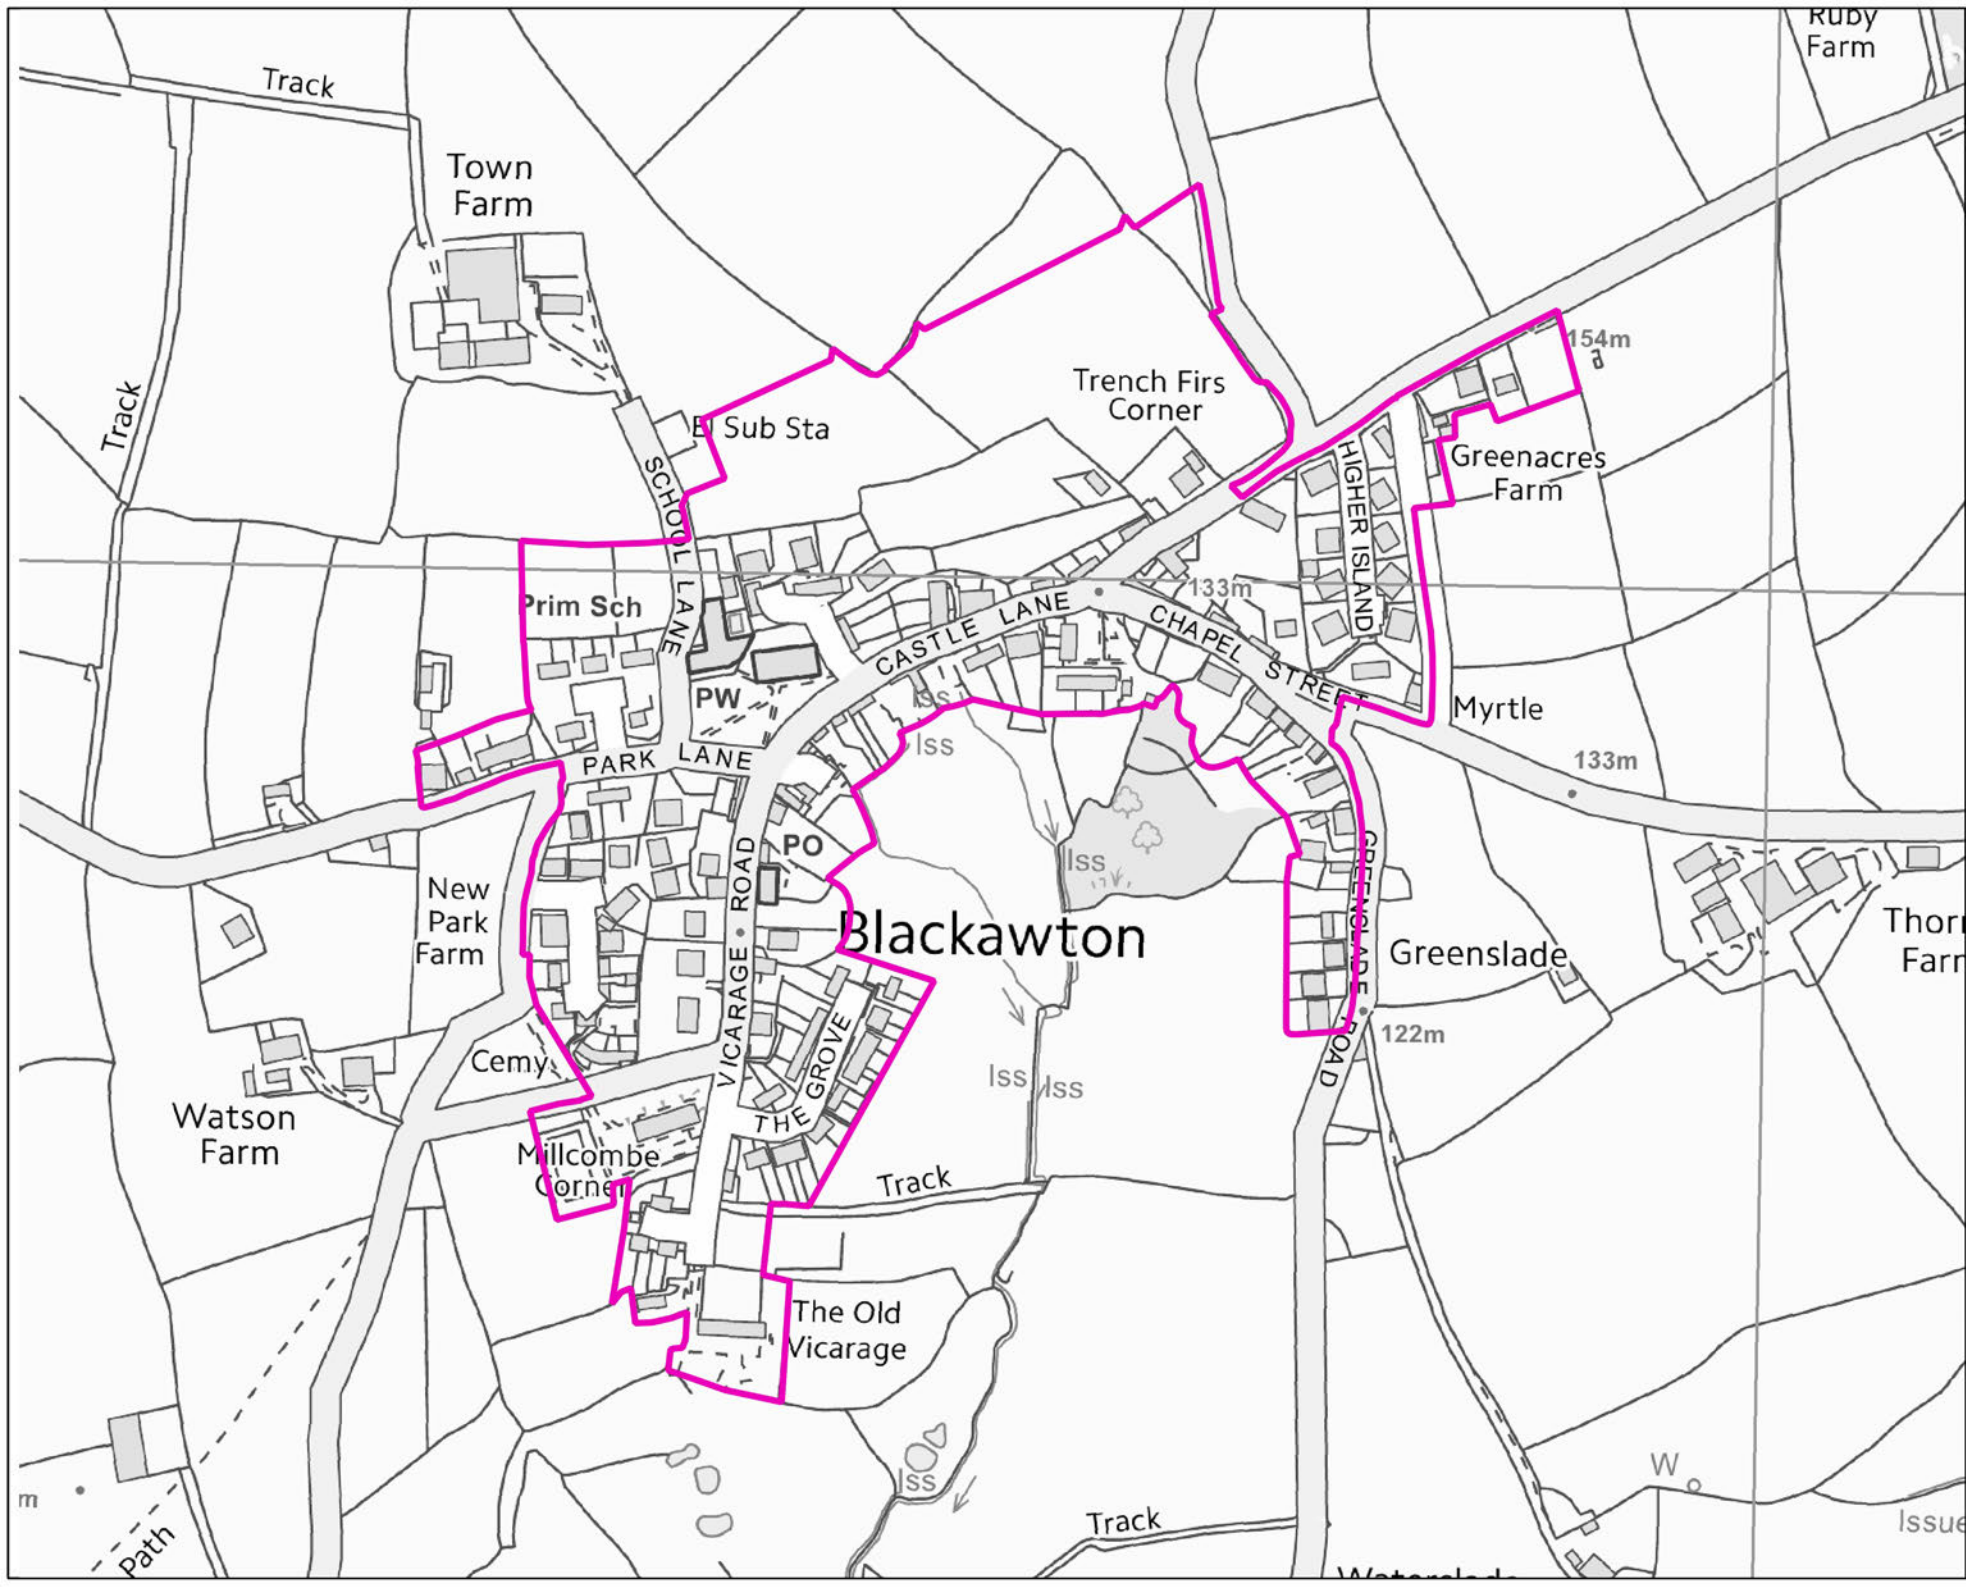 Ruby
Farm
Track
Town
Farm
Track
154m
Trench Firs
Corner
El Sub Sta
SCHOOL LANE
HIGHER ISLAND
Greenacres
Farm
Prim Sch
133m
CASTLE LANE
CHAPEL STREET
PW
Iss
Iss
Myrtle
PARK LANE
133m
PO
VICARAGE ROAD
Iss
GREENSLADE ROAD
New
Park
Farm
Blackawton
Greenslade
122m
Cemy
THE GROVE
Iss
Iss
Watson
Farm
Millcombe
Corner
Track
The Old
Vicarage
Iss
W
m
Path
Track
Issue